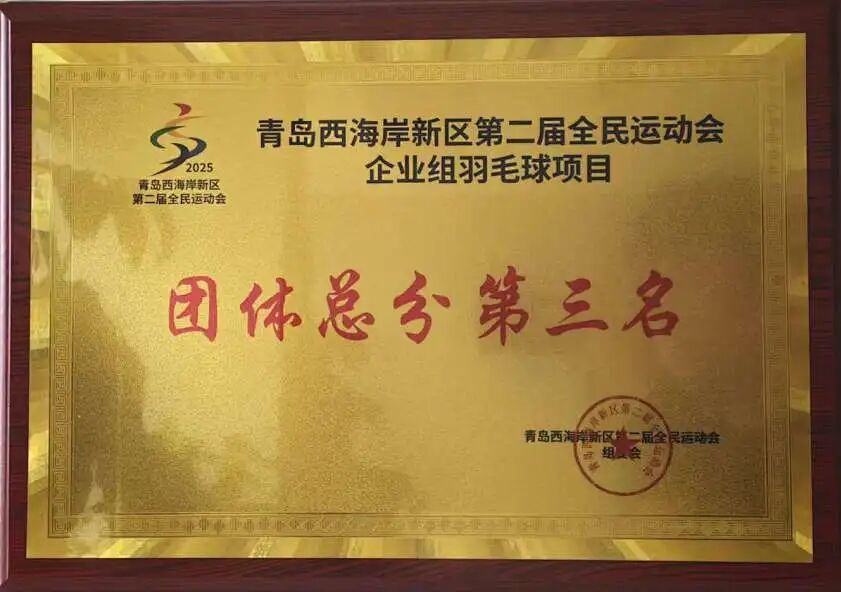 2025
青岛西海岸新区
第二届全民运动会
青岛西海岸新区第二届全民运动会
企业组羽毛球项目
团体总分第三名
青岛西海岸新区第二届全民运动会
组委会